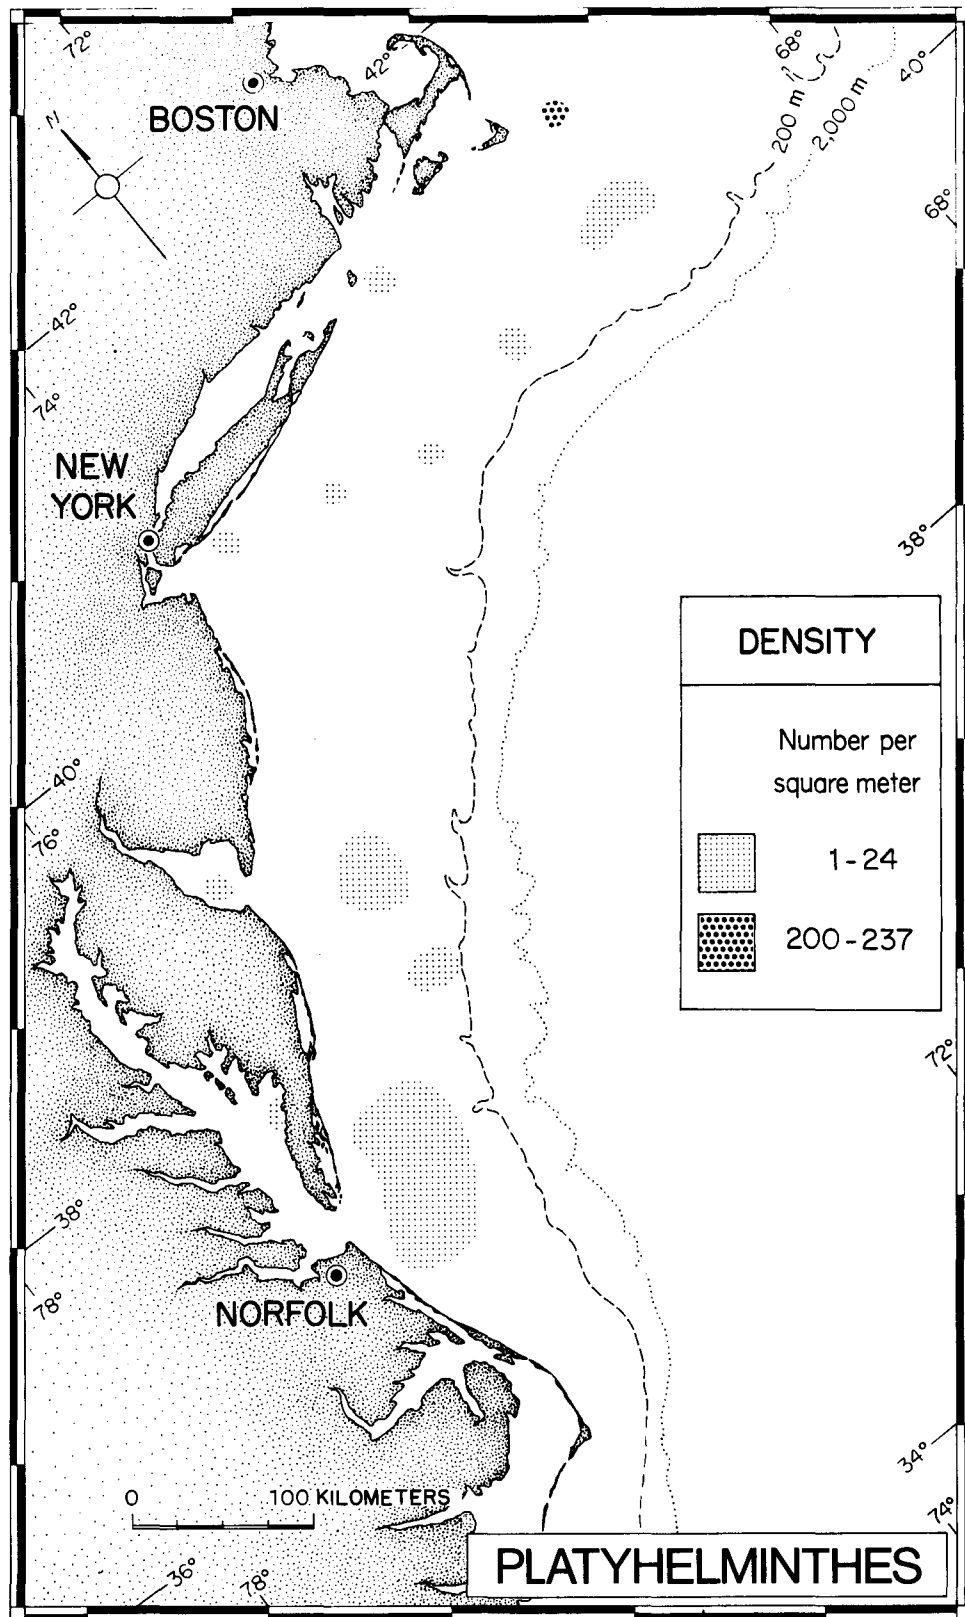 72°
42°
68°
40°
BOSTON
N
200 m
2,000 m
68°
42°
74°
NEW
YORK
38°
DENSITY
Number per
square meter
1-24
200-237
40°
76°
72°
38°
78°
NORFOLK
34°
74°
0 100 KILOMETERS
36°
78°
PLATYHELMINTHES